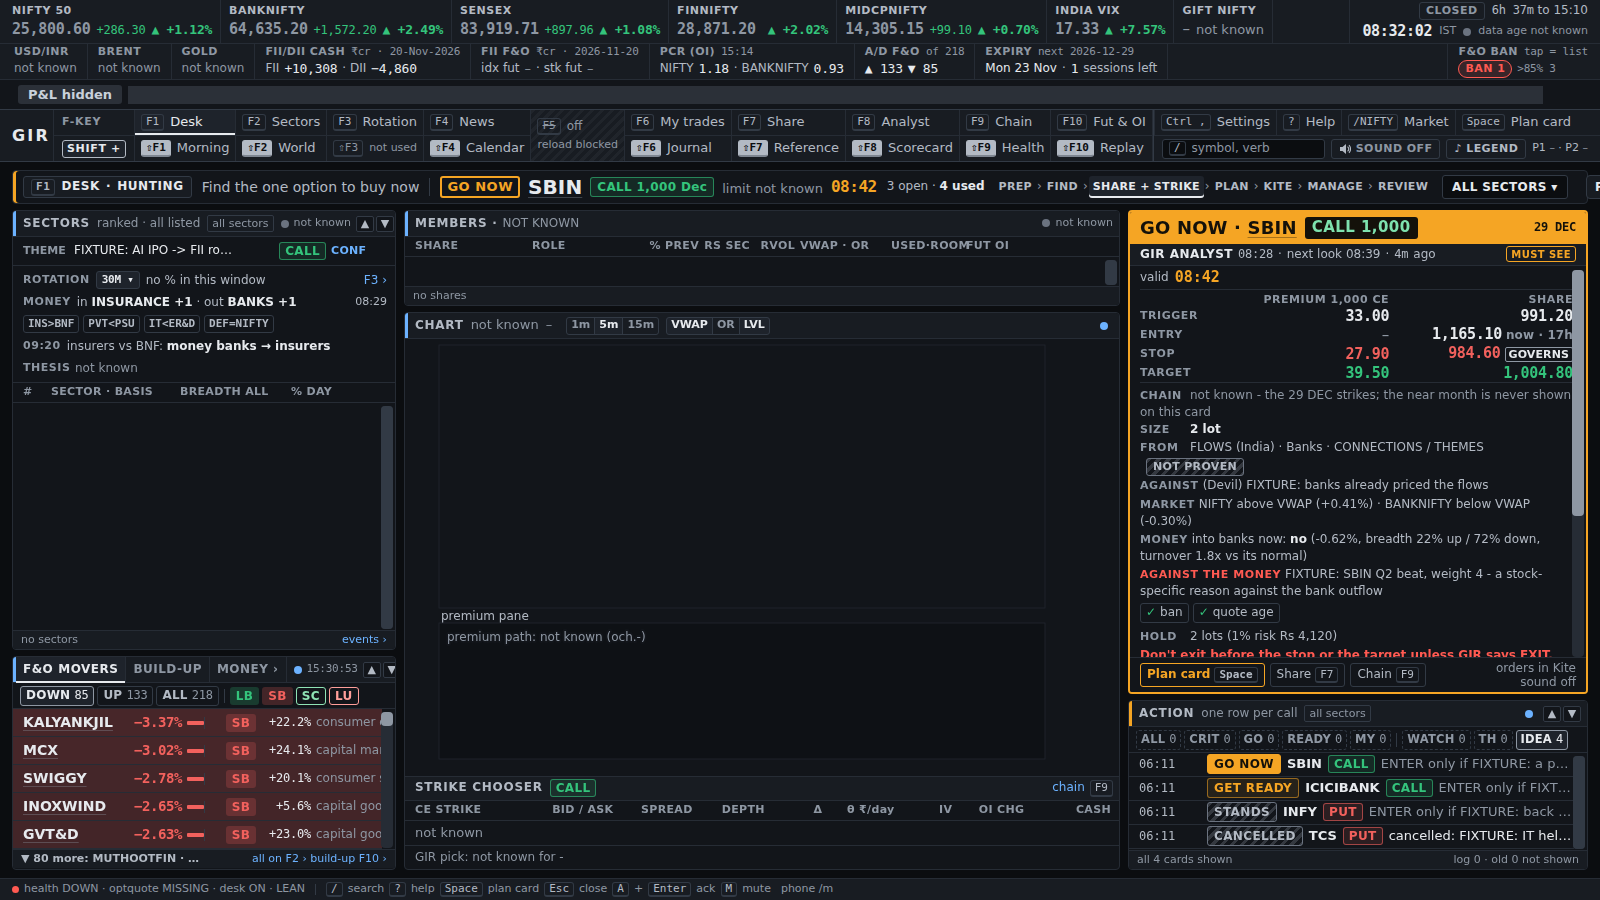 NIFTY 50
25,800.60 +286.30 ▲ +1.12%
BANKNIFTY
64,635.20 +1,572.20 ▲ +2.49%
SENSEX
83,919.71 +897.96 ▲ +1.08%
FINNIFTY
28,871.20 ▲ +2.02%
MIDCPNIFTY
14,305.15 +99.10 ▲ +0.70%
INDIA VIX
17.33 ▲ +7.57%
GIFT NIFTY
– not known
CLOSED 6h 37m to 15:10
08:32:02 IST data age not known
USD/INR
not known
BRENT
not known
GOLD
not known
FII/DII CASH ₹cr · 20-Nov-2026
FII +10,308 · DII −4,860
FII F&O ₹cr · 2026-11-20
idx fut – · stk fut –
PCR (OI) 15:14
NIFTY 1.18 · BANKNIFTY 0.93
A/D F&O of 218
▲ 133 ▼ 85
EXPIRY next 2026-12-29
Mon 23 Nov · 1 sessions left
F&O BAN tap = list
BAN 1 >85% 3
P&L hidden
GIR
F-KEY
SHIFT +
F1 Desk
⇧F1 Morning
F2 Sectors
⇧F2 World
F3 Rotation
⇧F3 not used
F4 News
⇧F4 Calendar
F5 off
reload blocked
F6 My trades
⇧F6 Journal
F7 Share
⇧F7 Reference
F8 Analyst
⇧F8 Scorecard
F9 Chain
⇧F9 Health
F10 Fut & OI
⇧F10 Replay
Ctrl , Settings ? Help /NIFTY Market Space Plan card
/ symbol, verb SOUND OFF ♪ LEGEND P1 – · P2 –
F1 DESK · HUNTING Find the one option to buy now GO NOW SBIN CALL 1,000 Dec limit not known 08:42 3 open · 4 used PREP › FIND › SHARE + STRIKE › PLAN › KITE › MANAGE › REVIEW ALL SECTORS ▾
SECTORS ranked · all listed all sectors not known ▲ ▼
THEME FIXTURE: AI IPO -> FII ro… CALL CONF
ROTATION 30M ▾ no % in this window F3 ›
MONEY in INSURANCE +1 · out BANKS +1 08:29
INS>BNF PVT<PSU IT<ER&D DEF=NIFTY
09:20 insurers vs BNF: money banks → insurers
THESIS not known
# SECTOR · BASIS BREADTH ALL % DAY
no sectors events ›
F&O MOVERS BUILD-UP MONEY › 15:30:53 ▲ ▼
DOWN 85 UP 133 ALL 218 LB SB SC LU
KALYANKJIL −3.37% SB +22.2% consumer
MCX −3.02% SB +24.1% capital mar
SWIGGY −2.78% SB +20.1% consumer s
INOXWIND −2.65% SB +5.6% capital goo
GVT&D −2.63% SB +23.0% capital goo
▼ 80 more: MUTHOOTFIN · … all on F2 › build-up F10 ›
MEMBERS · NOT KNOWN not known
SHARE ROLE % PREV RS SEC RVOL VWAP · OR USED·ROOM FUT OI
no shares
CHART not known – 1m 5m 15m VWAP OR LVL
premium pane
premium path: not known (och.-)
STRIKE CHOOSER CALL chain F9
CE STRIKE BID / ASK SPREAD DEPTH Δ θ ₹/day IV OI CHG CASH
not known
GIR pick: not known for -
GO NOW · SBIN CALL 1,000 29 DEC
GIR ANALYST 08:28 · next look 08:39 · 4m ago MUST SEE
valid 08:42
PREMIUM 1,000 CE SHARE
TRIGGER 33.00 991.20
ENTRY – 1,165.10 now · 17h
STOP 27.90 984.60 GOVERNS
TARGET 39.50 1,004.80
CHAIN not known - the 29 DEC strikes; the near month is never shown
on this card
SIZE 2 lot
FROM FLOWS (India) · Banks · CONNECTIONS / THEMES
NOT PROVEN
AGAINST (Devil) FIXTURE: banks already priced the flows
MARKET NIFTY above VWAP (+0.41%) · BANKNIFTY below VWAP
(-0.30%)
MONEY into banks now: no (-0.62%, breadth 22% up / 72% down,
turnover 1.8x vs its normal)
AGAINST THE MONEY FIXTURE: SBIN Q2 beat, weight 4 - a stock-
specific reason against the bank outflow
✓ ban ✓ quote age
HOLD 2 lots (1% risk Rs 4,120)
Don't exit before the stop or the target unless GIR says EXIT.
Plan card Space Share F7 Chain F9 orders in Kite
sound off
ACTION one row per call all sectors ▲ ▼
ALL 0 CRIT 0 GO 0 READY 0 MY 0 WATCH 0 TH 0 IDEA 4
06:11 GO NOW SBIN CALL ENTER only if FIXTURE: a p…
06:11 GET READY ICICIBANK CALL ENTER only if FIXT…
06:11 STANDS INFY PUT ENTER only if FIXTURE: back …
06:11 CANCELLED TCS PUT cancelled: FIXTURE: IT hel…
all 4 cards shown log 0 · old 0 not shown
health DOWN · optquote MISSING · desk ON · LEAN / search ? help Space plan card Esc close A + Enter ack M mute phone /m